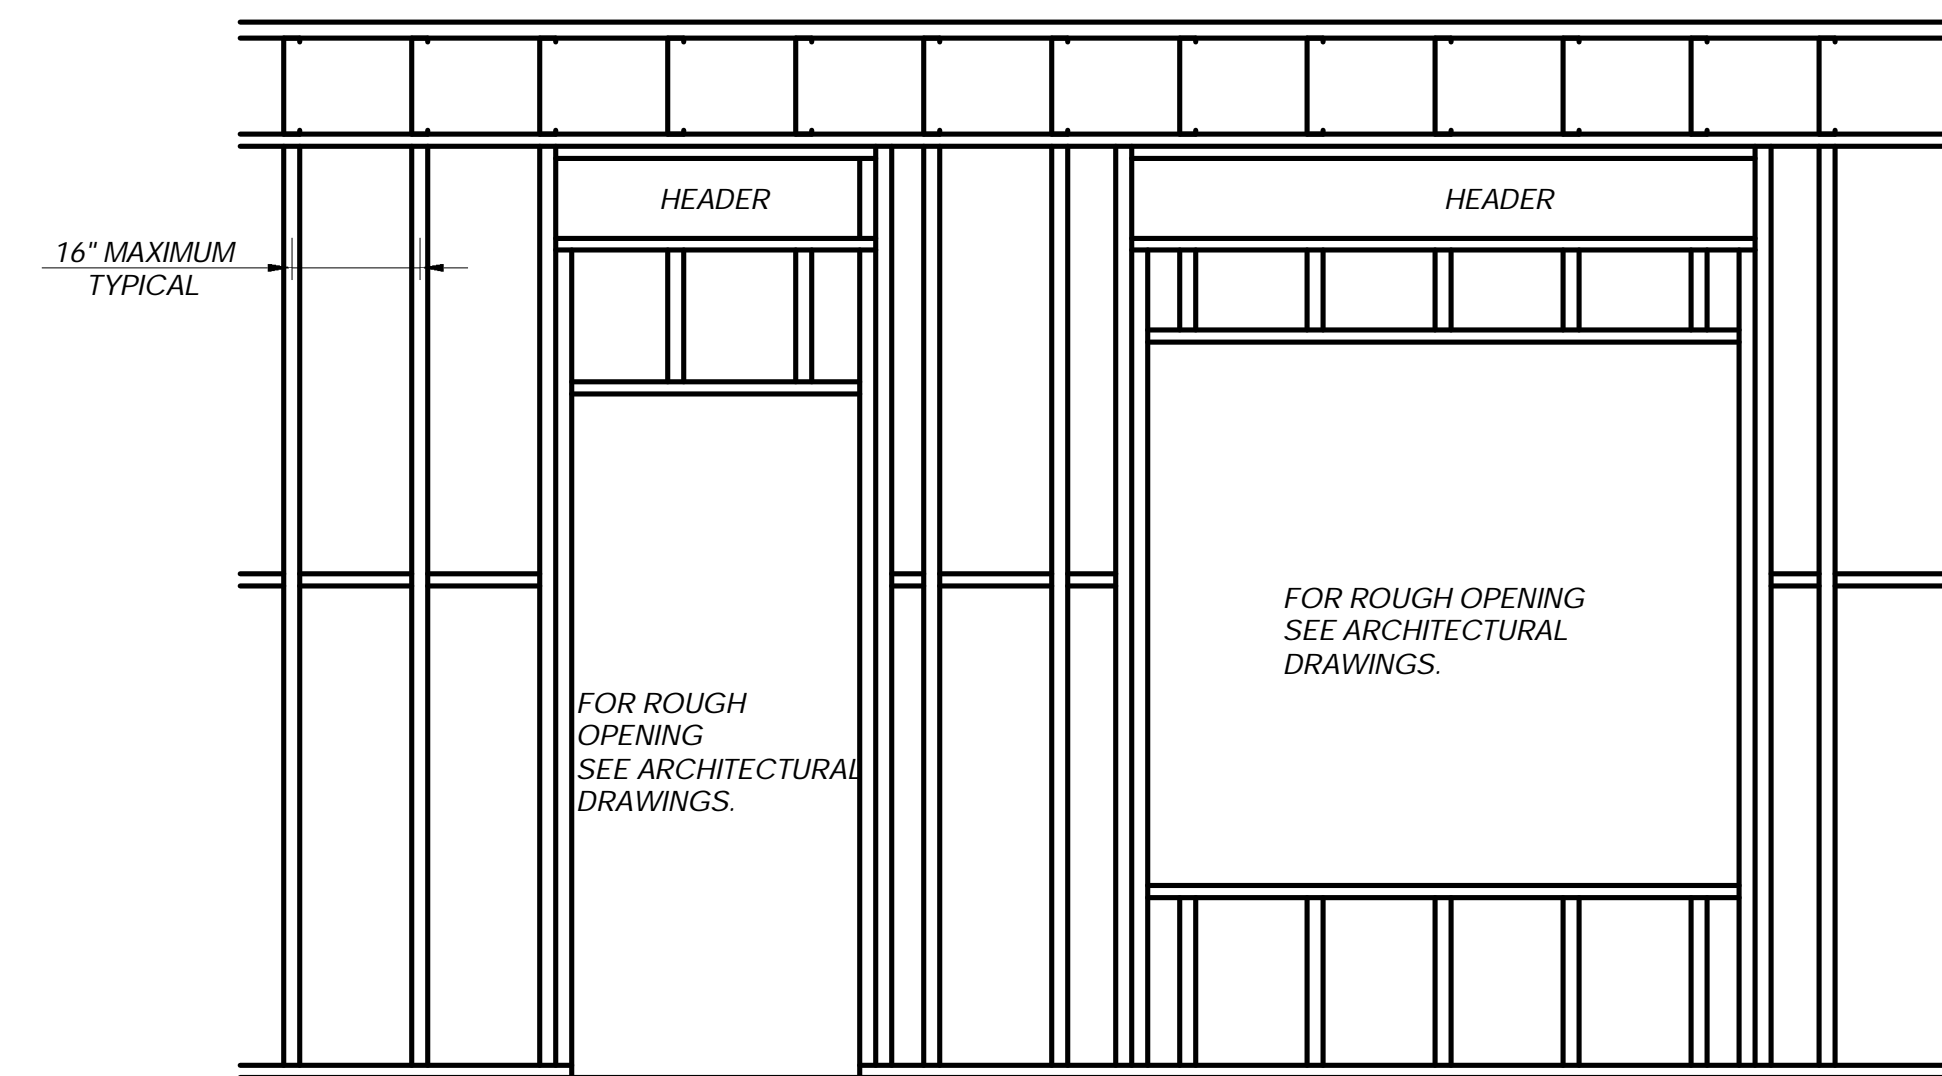 HEADER
HEADER
16" MAXIMUM
TYPICAL
FOR ROUGH OPENING
SEE ARCHITECTURAL
DRAWINGS.
FOR ROUGH
OPENING
SEE ARCHITECTURAL
DRAWINGS.